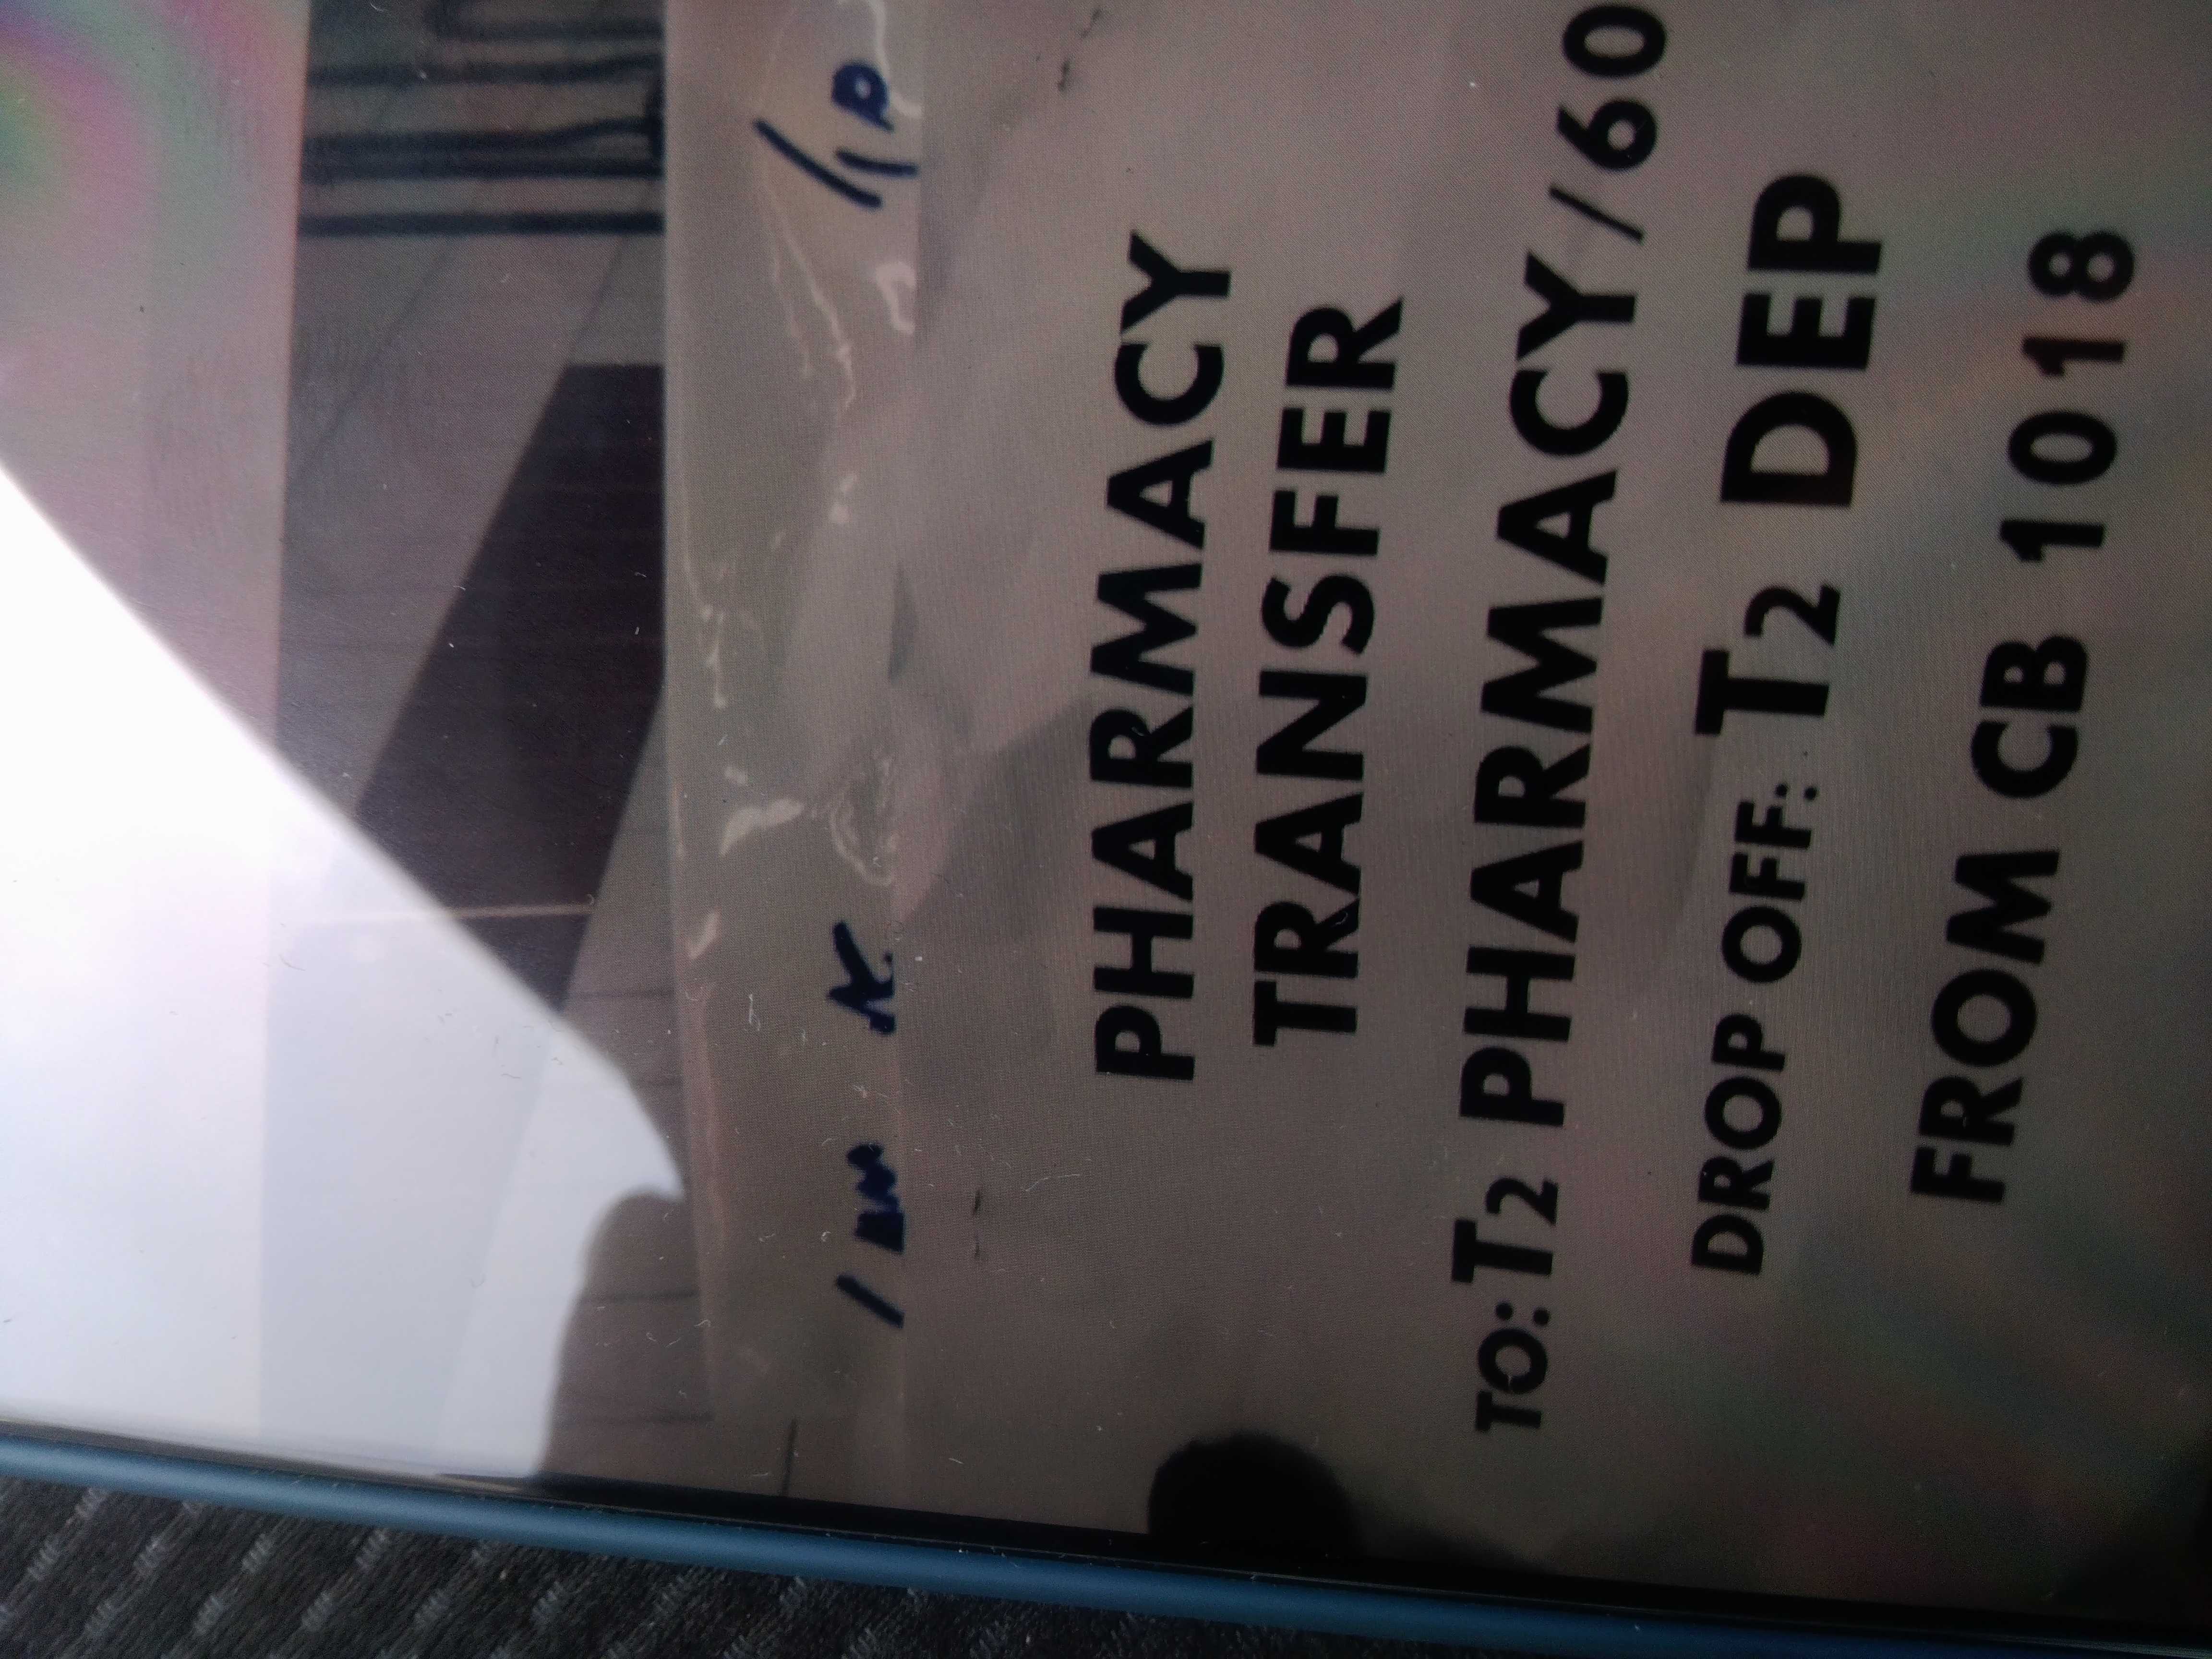 PHARMACY
TRANSFER
TO: T2 PHARMACY/60
DROP OFF: T2 DEP
FROM CB 1018